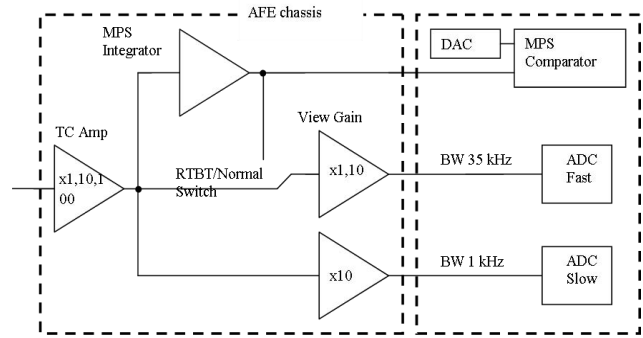 AFE chassis
MPS
Integrator
DAC
MPS
Comparator
TC Amp
View Gain
x1,10,1
00
RTBT/Normal
Switch
x1,10
BW 35 kHz
ADC
Fast
x10
BW 1 kHz
ADC
Slow